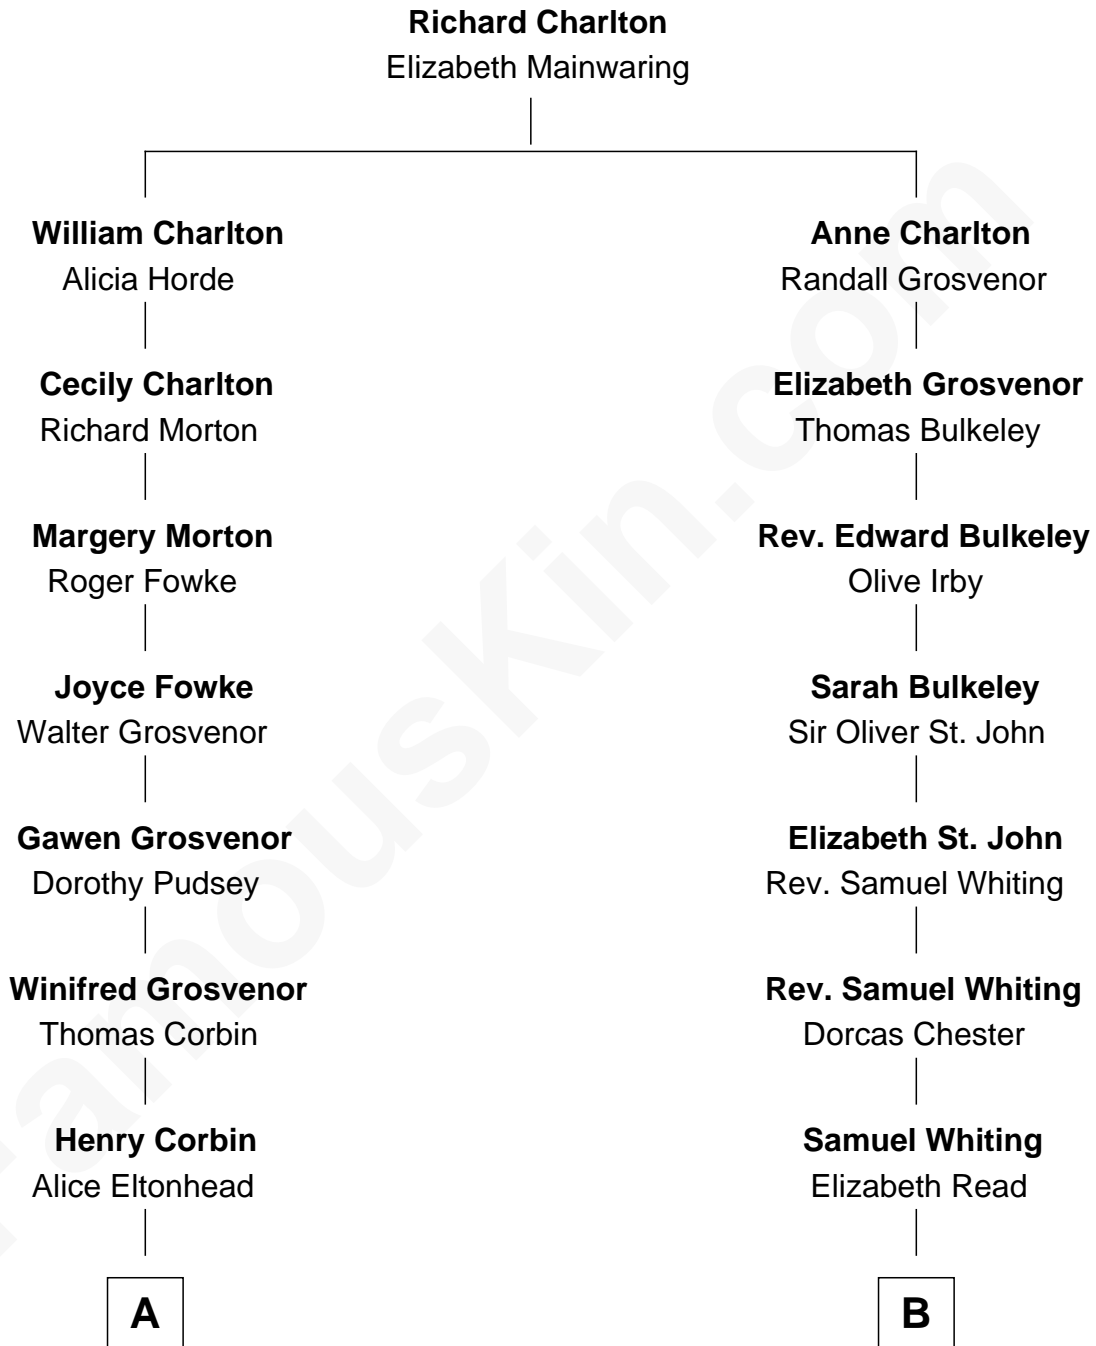 Richard Charlton
Elizabeth Mainwaring
William Charlton
Alicia Horde
Anne Charlton
Randall Grosvenor
Cecily Charlton
Richard Morton
Elizabeth Grosvenor
Thomas Bulkeley
Margery Morton
Roger Fowke
Rev. Edward Bulkeley
Olive Irby
Joyce Fowke
Walter Grosvenor
Sarah Bulkeley
Sir Oliver St. John
Gawen Grosvenor
Dorothy Pudsey
Elizabeth St. John
Rev. Samuel Whiting
Winifred Grosvenor
Thomas Corbin
Rev. Samuel Whiting
Dorcas Chester
Henry Corbin
Alice Eltonhead
Samuel Whiting
Elizabeth Read
A
B
FamousKin.com